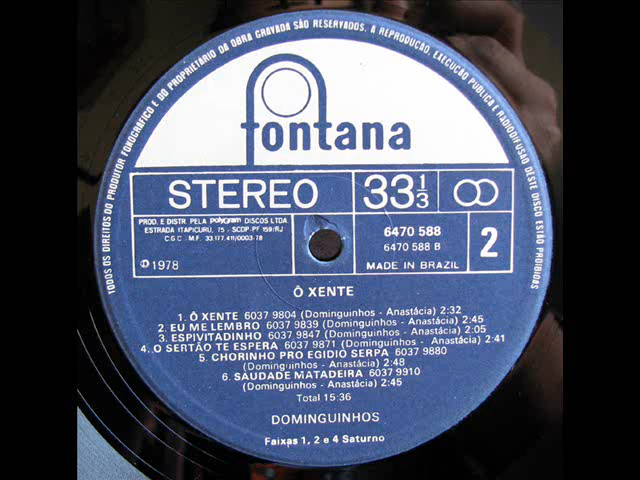 TODOS OS DIREITOS DO PRODUTOR FONOGRÁFICO E DO PROPRIETÁRIO DA OBRA GRAVADA SÃO RESERVADOS. A REPRODUÇÃO, EXECUÇÃO PÚBLICA E RADIODIFUSÃO DESTE DISCO ESTÃO PROIBIDAS
fontana
STEREO
33 1/3
PROD. E DISTR. PELA polygram DISCOS LTDA
ESTRADA ITAPICURU, 75 - SCDP-PF 159/RJ
C.G.C. MF. 33.177.411/0003-78
℗ 1978
6470 588
6470 588 B
MADE IN BRAZIL
2
Ô XENTE
1. Ô XENTE 6037 9804 (Dominguinhos - Anastácia) 2:32
2. EU ME LEMBRO 6037 9839 (Dominguinhos - Anastácia) 2:45
3. ESPIVITADINHO 6037 9847 (Dominguinhos - Anastácia) 2:05
4. O SERTÃO TE ESPERA 6037 9871 (Dominguinhos - Anastácia) 2:41
5. CHORINHO PRO EGIDIO SERPA 6037 9880
(Dominguinhos - Anastácia) 2:48
6. SAUDADE MATADEIRA 6037 9910
(Dominguinhos - Anastácia) 2:45
Total 15:36
DOMINGUINHOS
Faixas 1, 2 e 4 Saturno